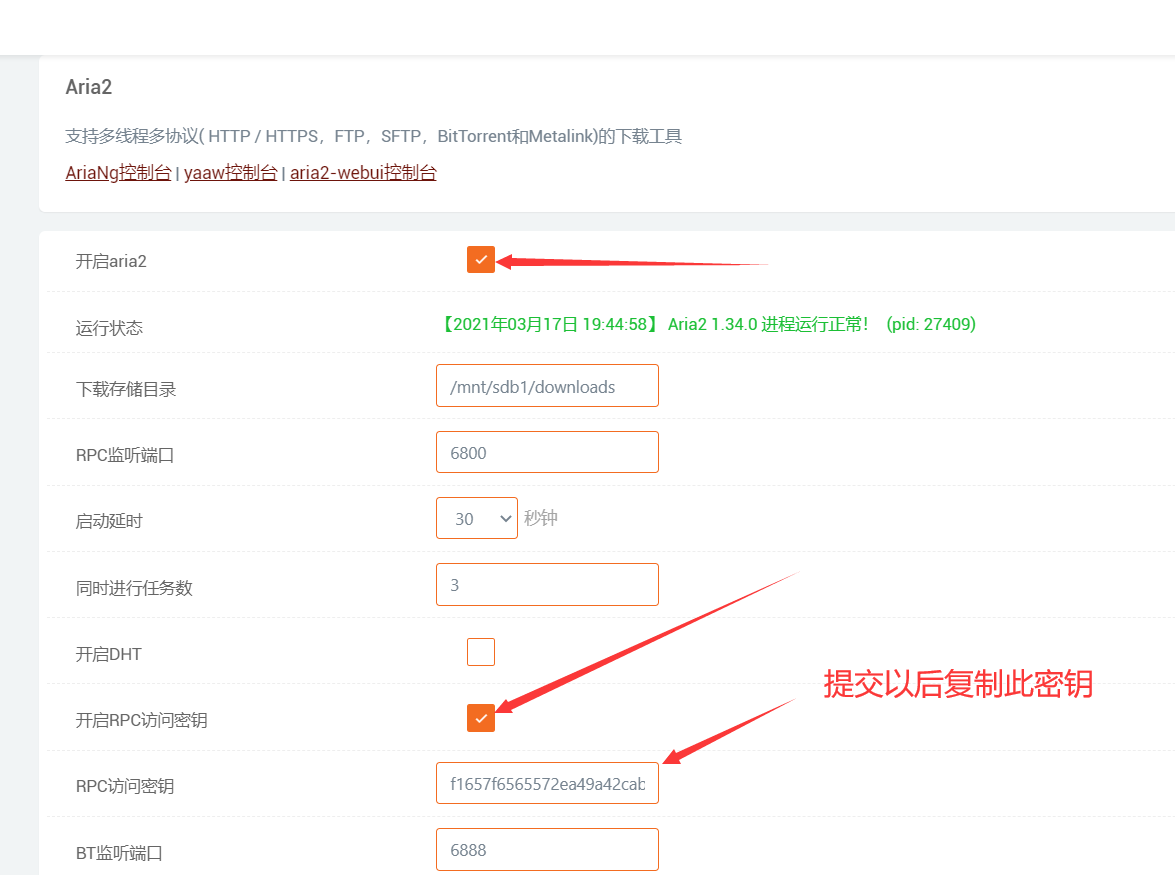 Aria2
支持多线程多协议( HTTP / HTTPS，FTP，SFTP，BitTorrent和Metalink)的下载工具
AriaNg控制台 | yaaw控制台 | aria2-webui控制台
开启aria2
运行状态 【2021年03月17日 19:44:58】 Aria2 1.34.0 进程运行正常！ (pid: 27409)
下载存储目录 /mnt/sdb1/downloads
RPC监听端口 6800
启动延时 30 秒钟
同时进行任务数 3
开启DHT
提交以后复制此密钥
开启RPC访问密钥
RPC访问密钥 f1657f6565572ea49a42cab
BT监听端口 6888